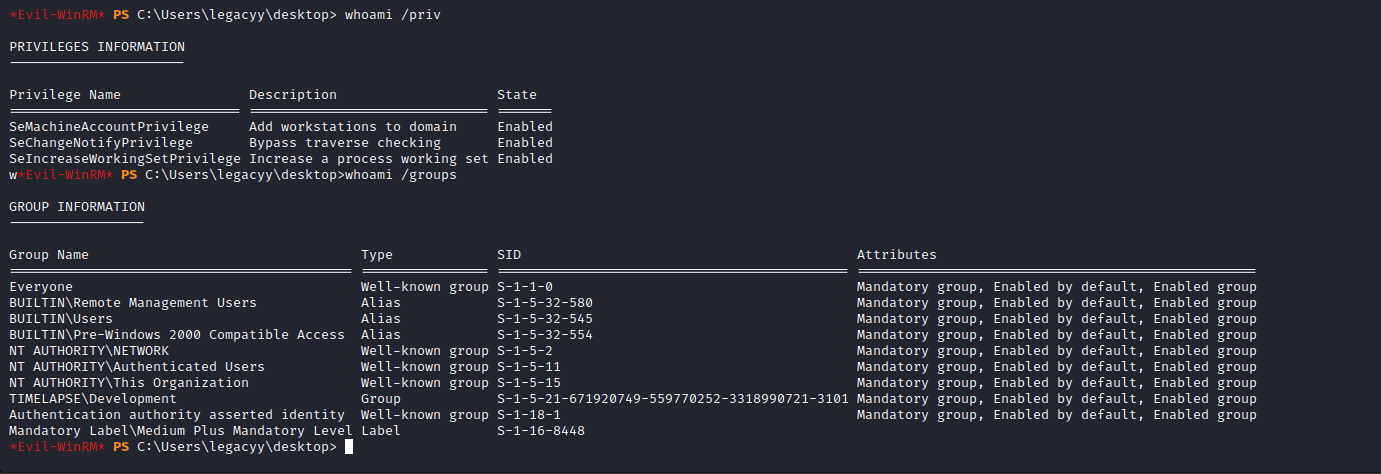 *Evil-WinRM* PS C:\Users\legacyy\desktop> whoami /priv
PRIVILEGES INFORMATION
----------------------
Privilege Name                Description                    State
============================= ============================== =======
SeMachineAccountPrivilege     Add workstations to domain     Enabled
SeChangeNotifyPrivilege       Bypass traverse checking       Enabled
SeIncreaseWorkingSetPrivilege Increase a process working set Enabled
w*Evil-WinRM* PS C:\Users\legacyy\desktop>whoami /groups
GROUP INFORMATION
-----------------
Group Name                                  Type             SID                                          Attributes
=========================================== ================ ============================================ ==================================================
Everyone                                    Well-known group S-1-1-0                                      Mandatory group, Enabled by default, Enabled group
BUILTIN\Remote Management Users             Alias            S-1-5-32-580                                 Mandatory group, Enabled by default, Enabled group
BUILTIN\Users                               Alias            S-1-5-32-545                                 Mandatory group, Enabled by default, Enabled group
BUILTIN\Pre-Windows 2000 Compatible Access  Alias            S-1-5-32-554                                 Mandatory group, Enabled by default, Enabled group
NT AUTHORITY\NETWORK                        Well-known group S-1-5-2                                      Mandatory group, Enabled by default, Enabled group
NT AUTHORITY\Authenticated Users            Well-known group S-1-5-11                                     Mandatory group, Enabled by default, Enabled group
NT AUTHORITY\This Organization              Well-known group S-1-5-15                                     Mandatory group, Enabled by default, Enabled group
TIMELAPSE\Development                       Group            S-1-5-21-671920749-559770252-3318990721-3101 Mandatory group, Enabled by default, Enabled group
Authentication authority asserted identity  Well-known group S-1-18-1                                     Mandatory group, Enabled by default, Enabled group
Mandatory Label\Medium Plus Mandatory Level Label            S-1-16-8448
*Evil-WinRM* PS C:\Users\legacyy\desktop>